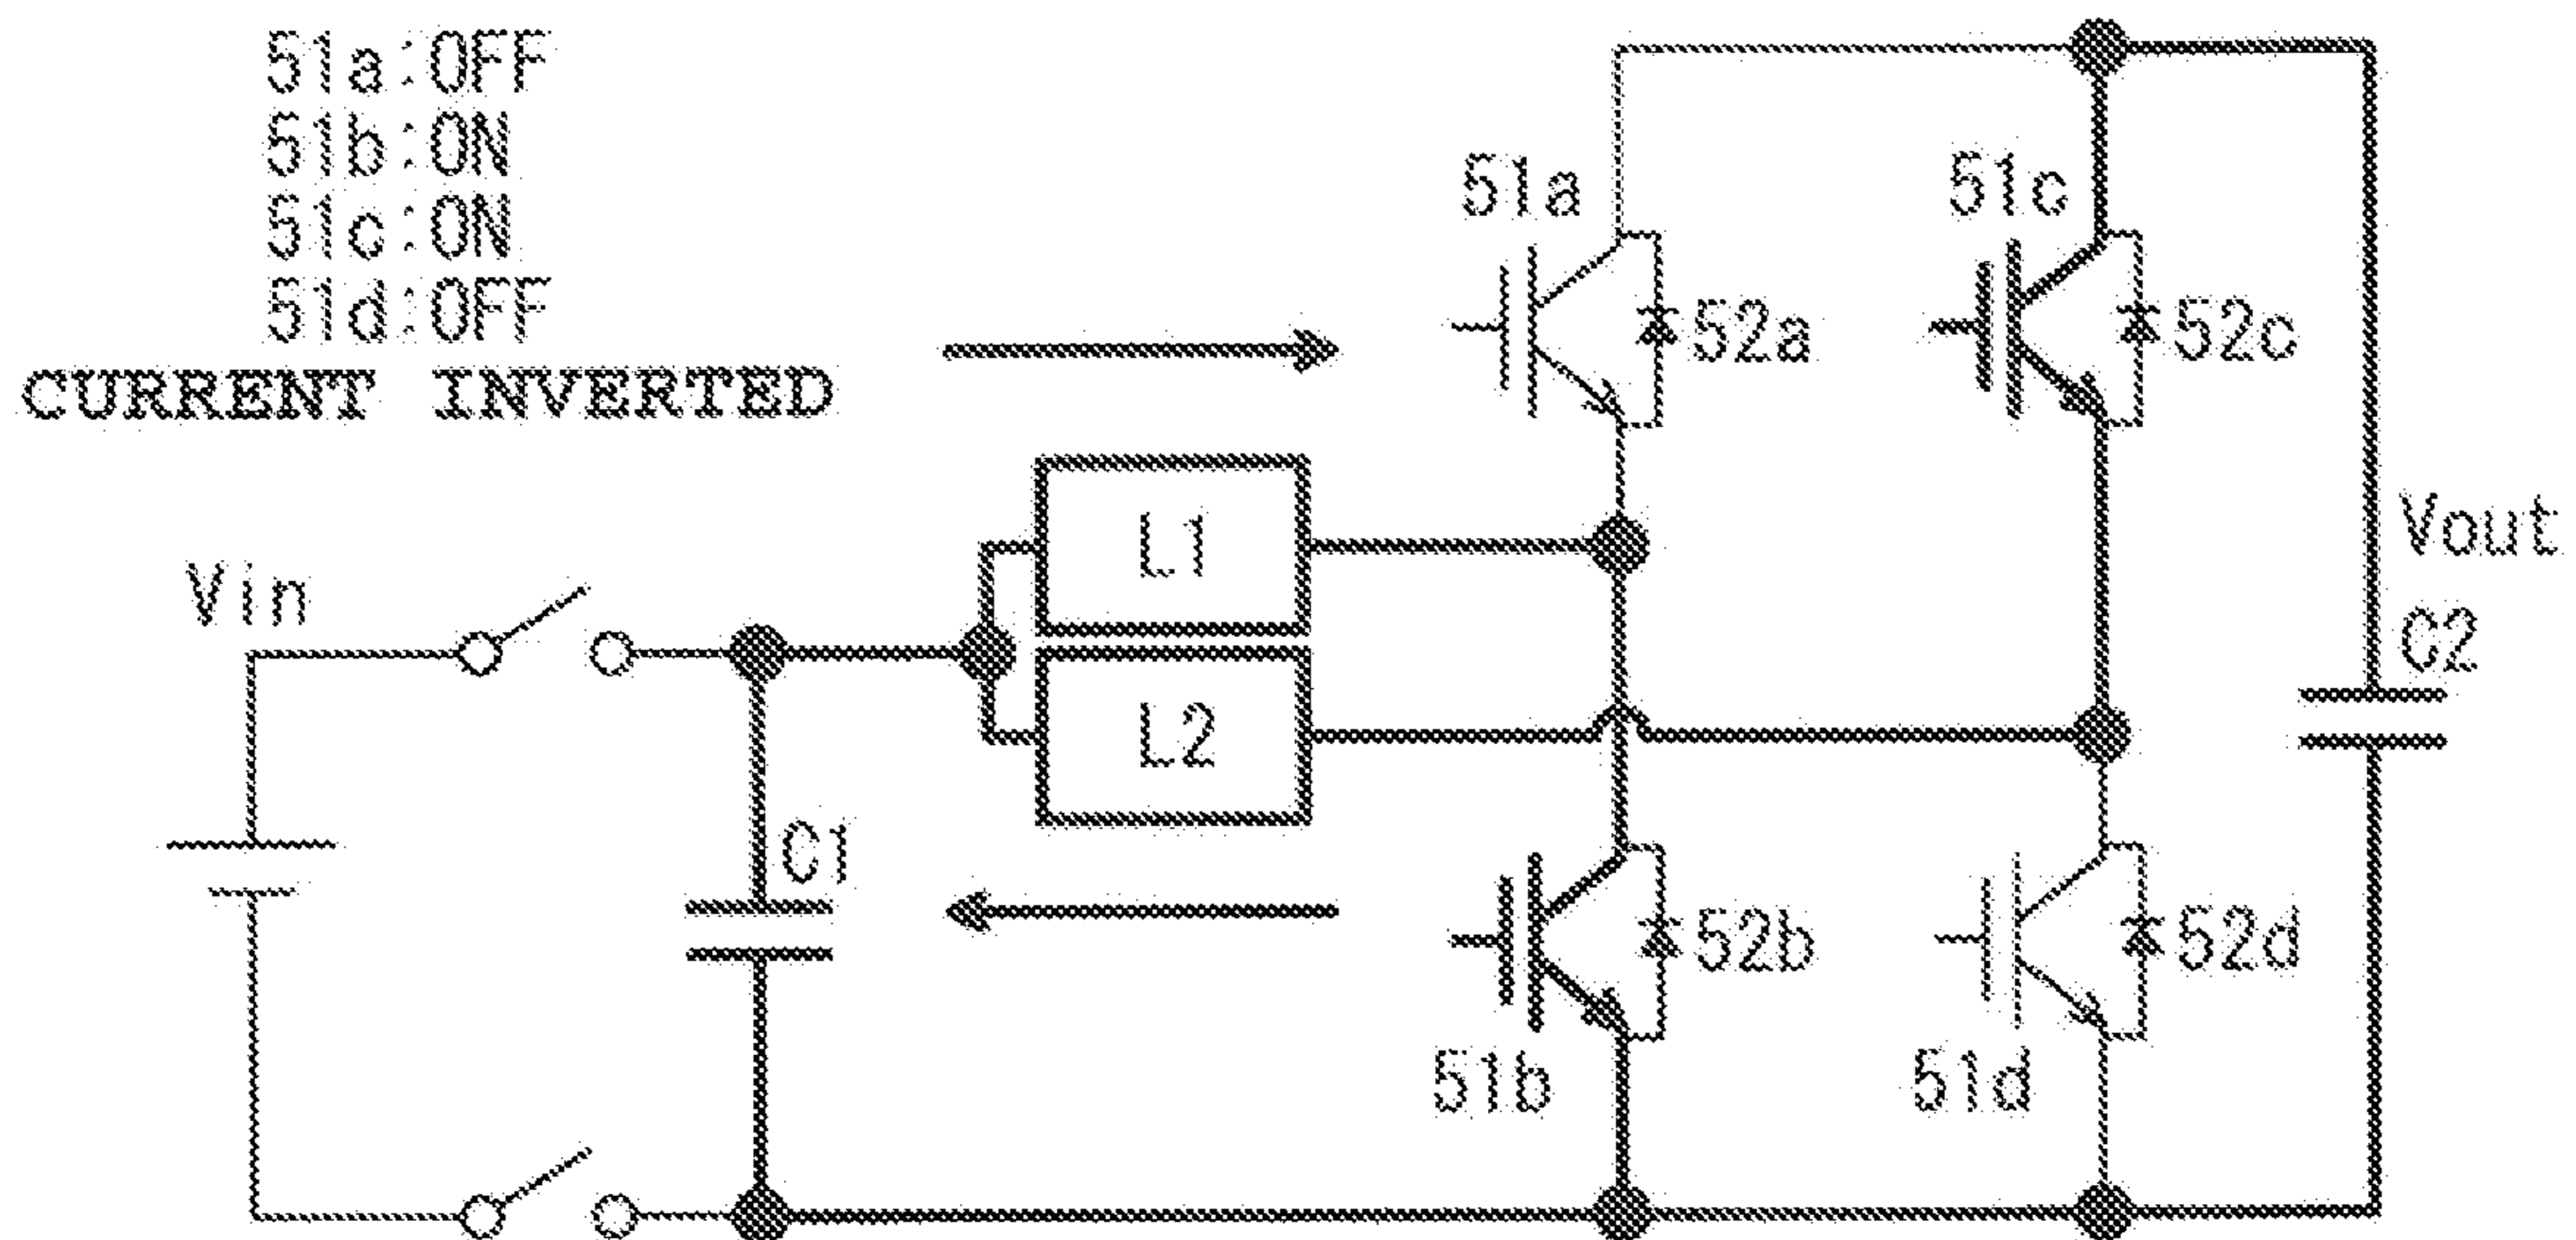 51a:OFF
51b:ON
51c:ON
51d:OFF
CURRENT INVERTED
51a
51c
52a
52c
L1
Vout
Vin
C2
L2
C1
52b
52d
51b
51d